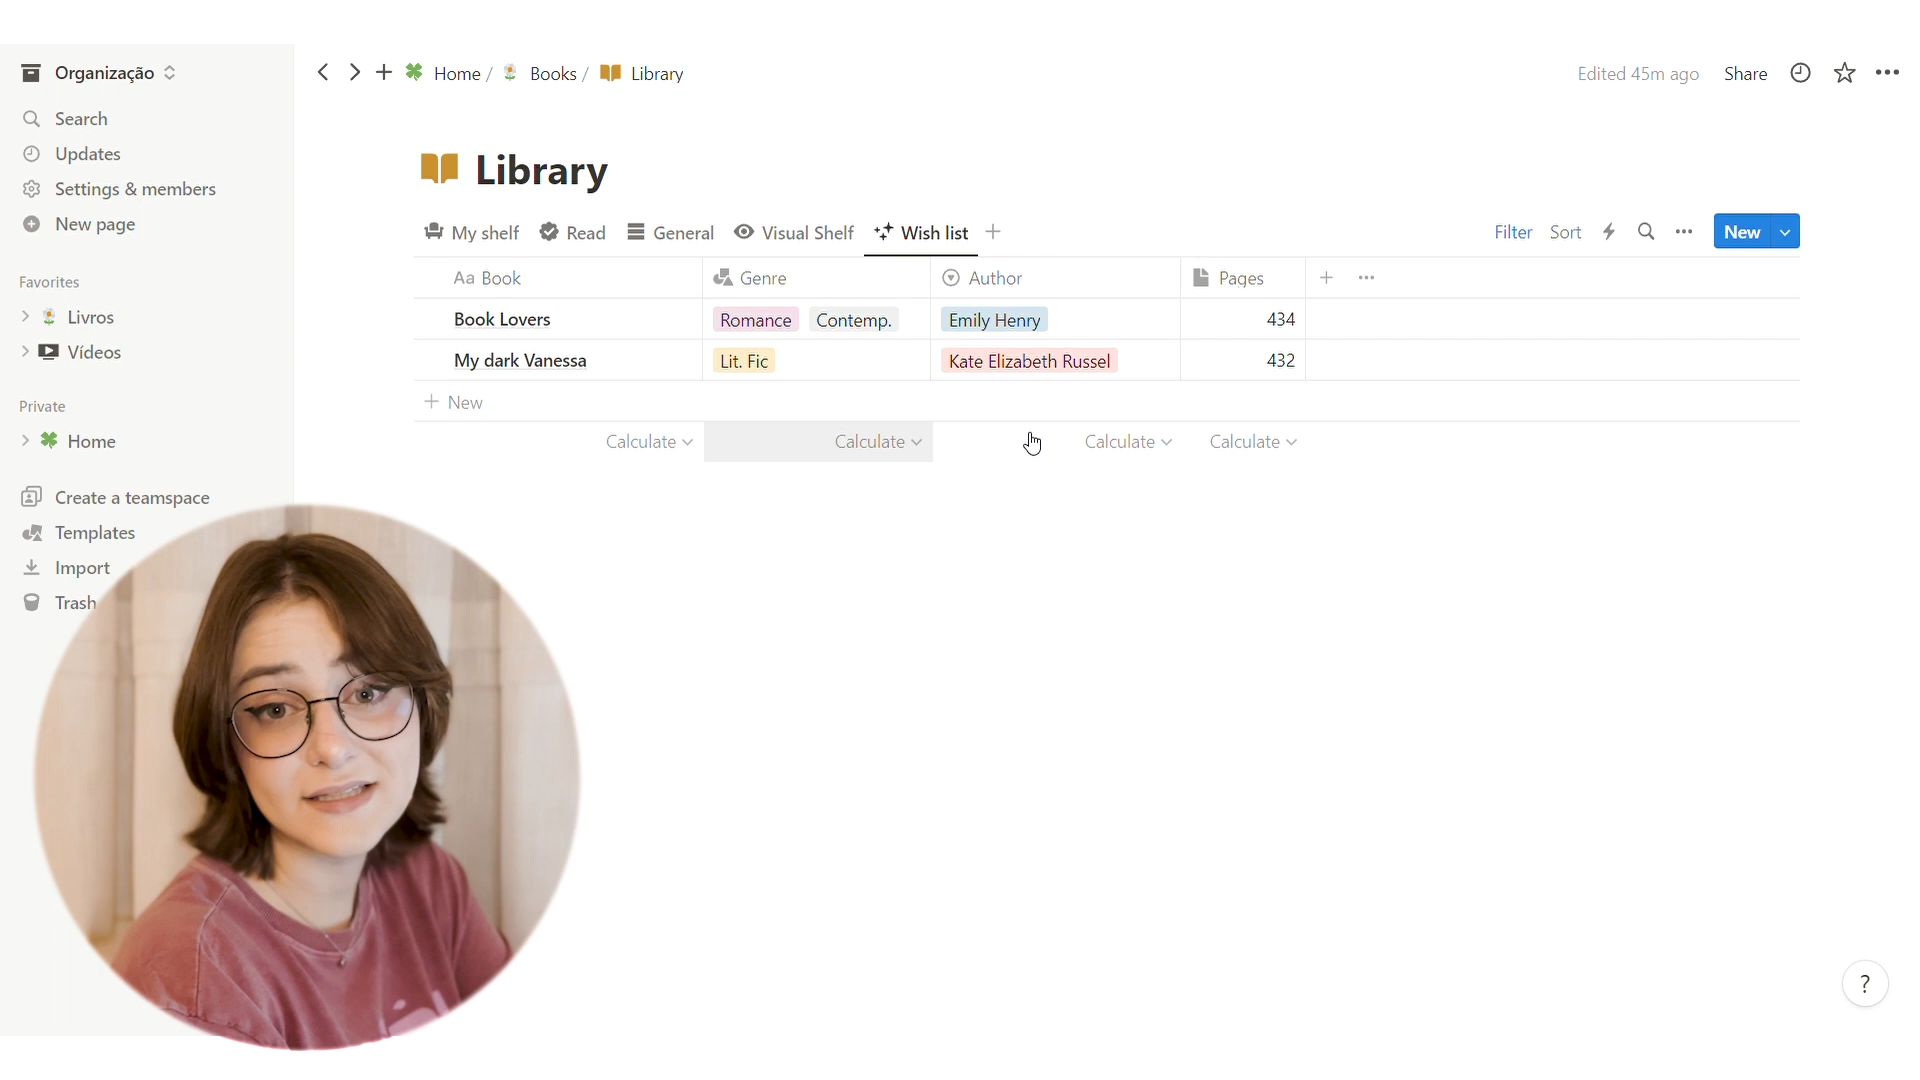 Organização
Home / Books / Library
Edited 45m ago Share
Search
Updates
Settings & members
New page
Favorites
Livros
Vídeos
Private
Home
Create a teamspace
Templates
Import
Trash
Library
My shelf Read General Visual Shelf Wish list
Filter Sort New
Aa Book Genre Author Pages
Book Lovers Romance Contemp. Emily Henry 434
My dark Vanessa Lit. Fic Kate Elizabeth Russel 432
+ New
Calculate Calculate Calculate Calculate
?